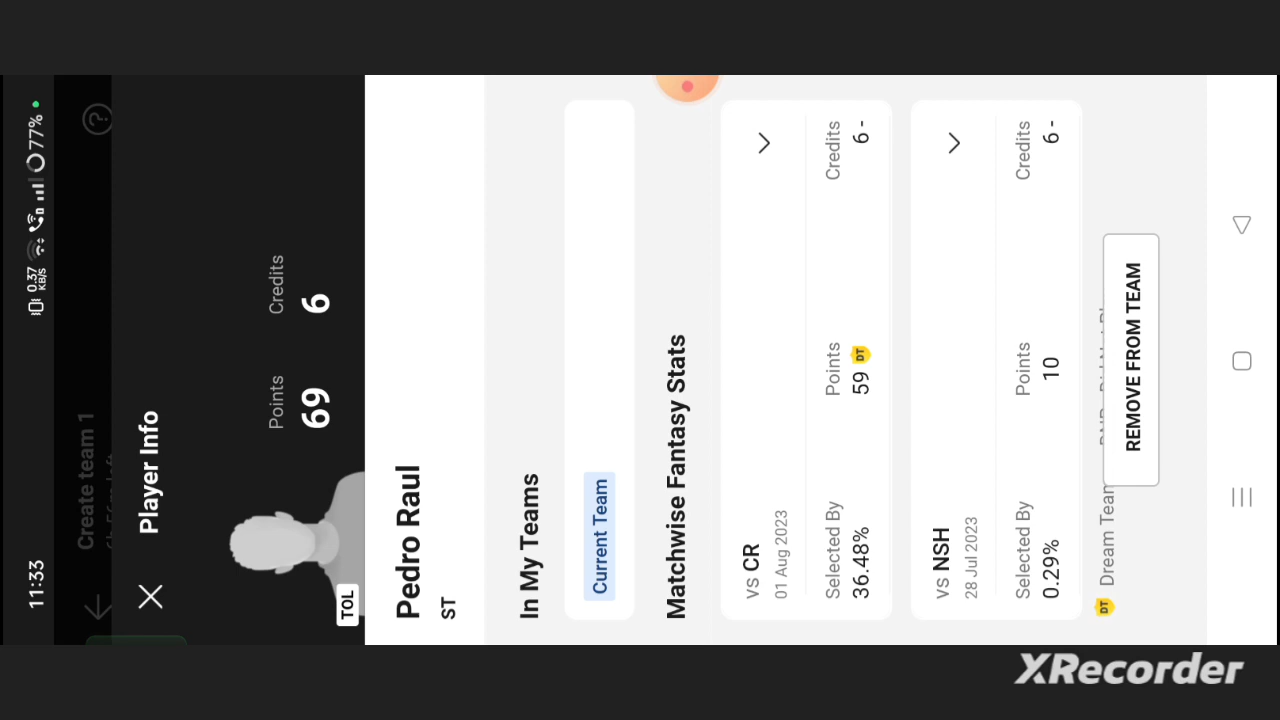 11:33
0.37
KB/S
77%
Create team 1
Player Info
Points
Credits
69
6
TOL
Pedro Raul
ST
In My Teams
Current Team
Matchwise Fantasy Stats
vs CR
01 Aug 2023
Selected By
Points
Credits
36.48%
59 DT
6 -
vs NSH
28 Jul 2023
Selected By
Points
Credits
0.29%
10
6 -
DT Dream Team
REMOVE FROM TEAM
XRecorder